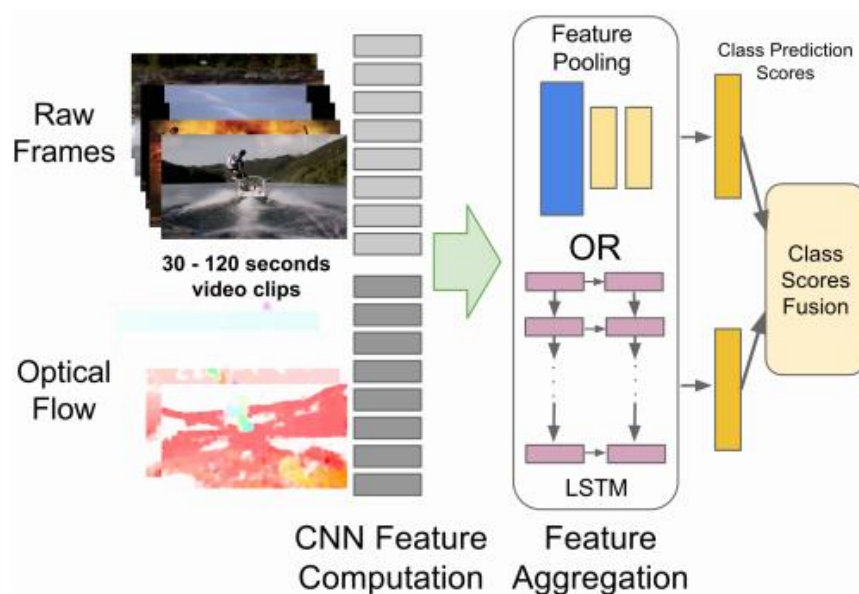 Raw
Frames
30 - 120 seconds
video clips
Optical
Flow
CNN Feature
Computation
Feature
Pooling
OR
LSTM
Feature
Aggregation
Class Prediction
Scores
Class
Scores
Fusion